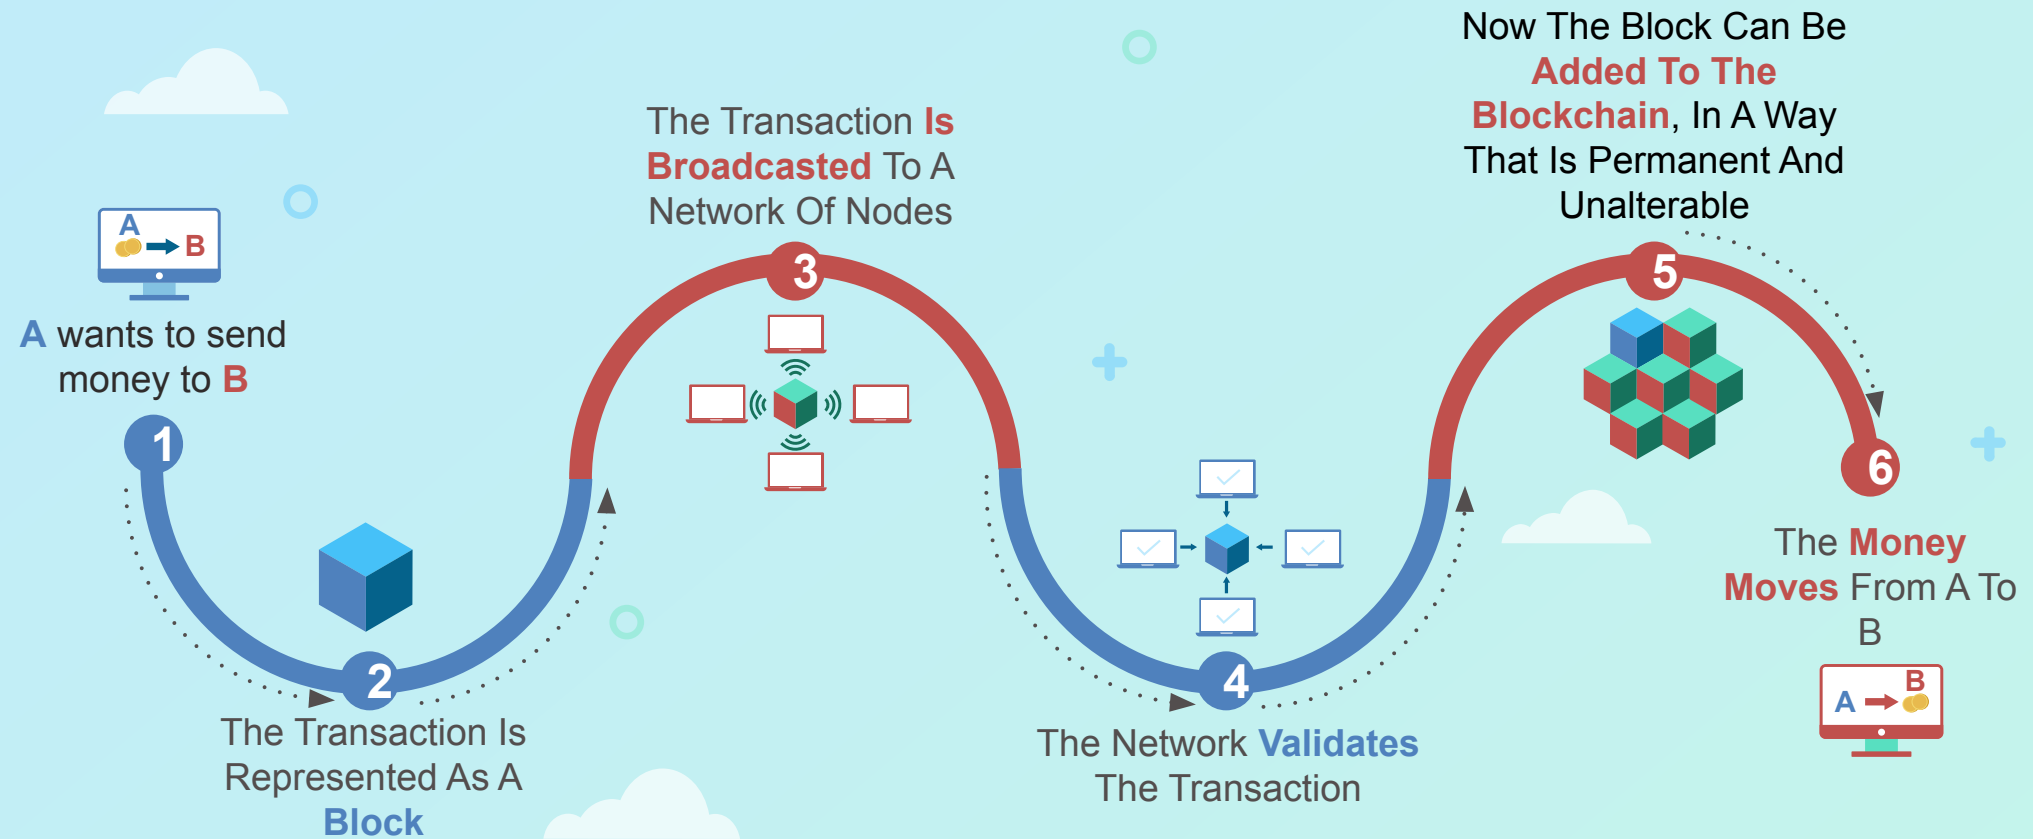 A
B
A wants to send
money to B
1
2
The Transaction Is
Represented As A
Block
The Transaction Is
Broadcasted To A
Network Of Nodes
3
4
The Network Validates
The Transaction
Now The Block Can Be
Added To The
Blockchain, In A Way
That Is Permanent And
Unalterable
5
6
The Money
Moves From A To
B
B
A